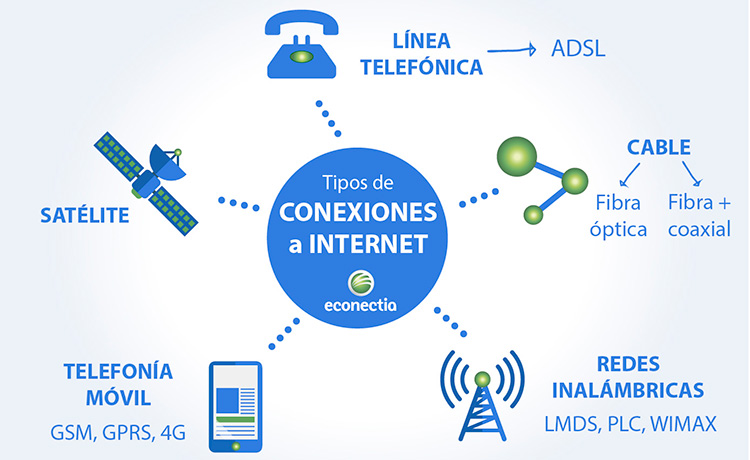 LÍNEA
TELEFÓNICA
ADSL
CABLE
Fibra
óptica
Fibra +
coaxial
SATÉLITE
Tipos de
CONEXIONES
a INTERNET
econectia
TELEFONÍA
MÓVIL
GSM, GPRS, 4G
REDES
INALÁMBRICAS
LMDS, PLC, WIMAX